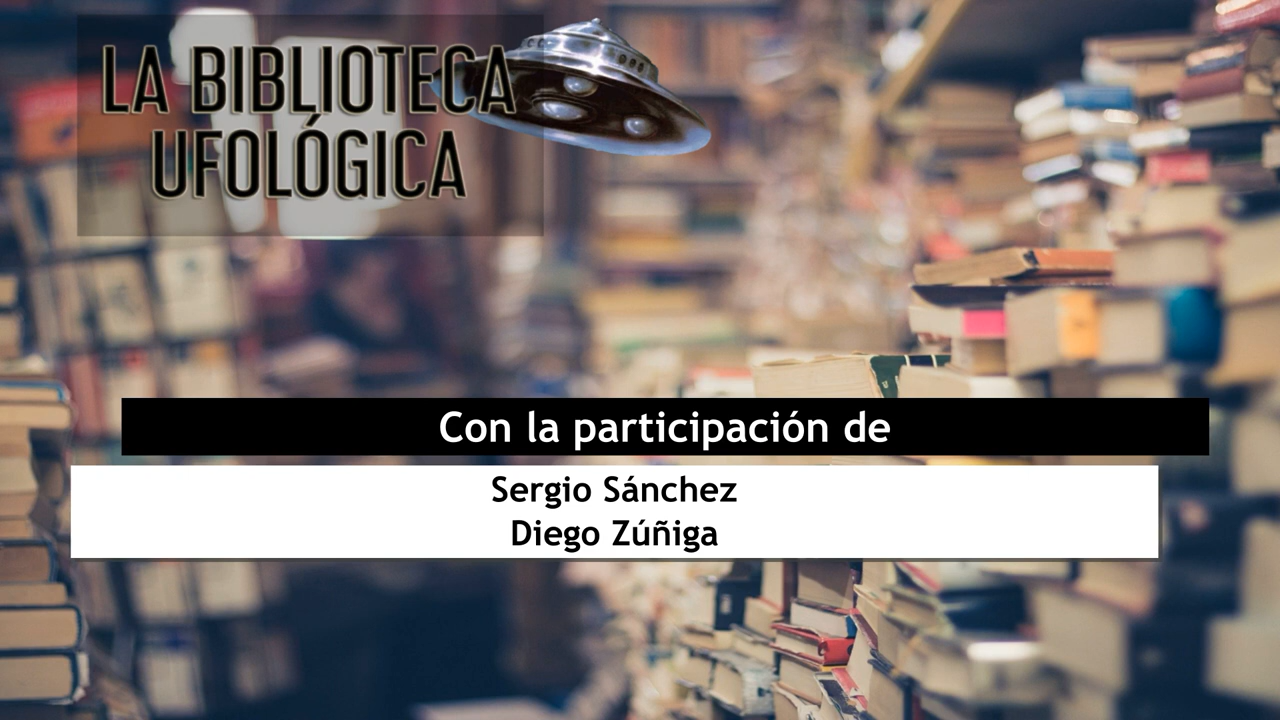 LA BIBLIOTECA
UFOLÓGICA
Con la participación de
Sergio Sánchez
Diego Zúñiga